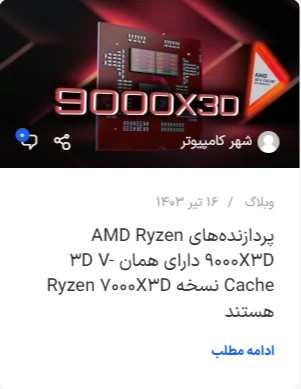 9000X3D
AMD
شهر کامپیوتر
۰
وبلاگ / ۱۶ تیر ۱۴۰۳
پردازنده‌های AMD Ryzen
۹۰۰۰X۳D دارای همان ۳D V-
Cache نسخه Ryzen ۷۰۰۰X۳D
هستند
ادامه مطلب